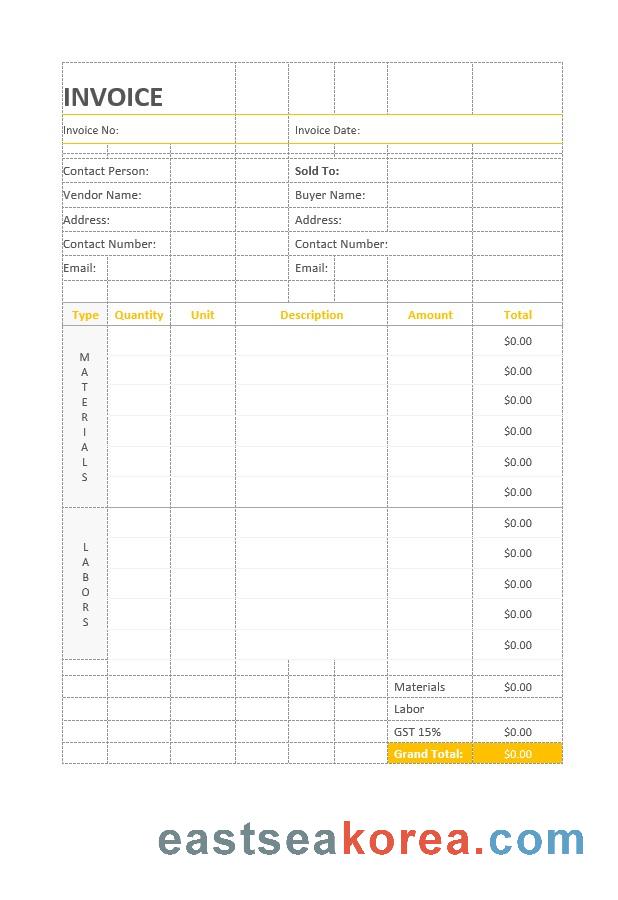 INVOICE
Invoice No: Invoice Date:
Contact Person: Sold To:
Vendor Name: Buyer Name:
Address: Address:
Contact Number: Contact Number:
Email: Email:
Type Quantity Unit Description Amount Total
MATERIALS
$0.00
$0.00
$0.00
$0.00
$0.00
$0.00
LABORS
$0.00
$0.00
$0.00
$0.00
$0.00
Materials $0.00
Labor
GST 15% $0.00
Grand Total: $0.00
eastseakorea.com